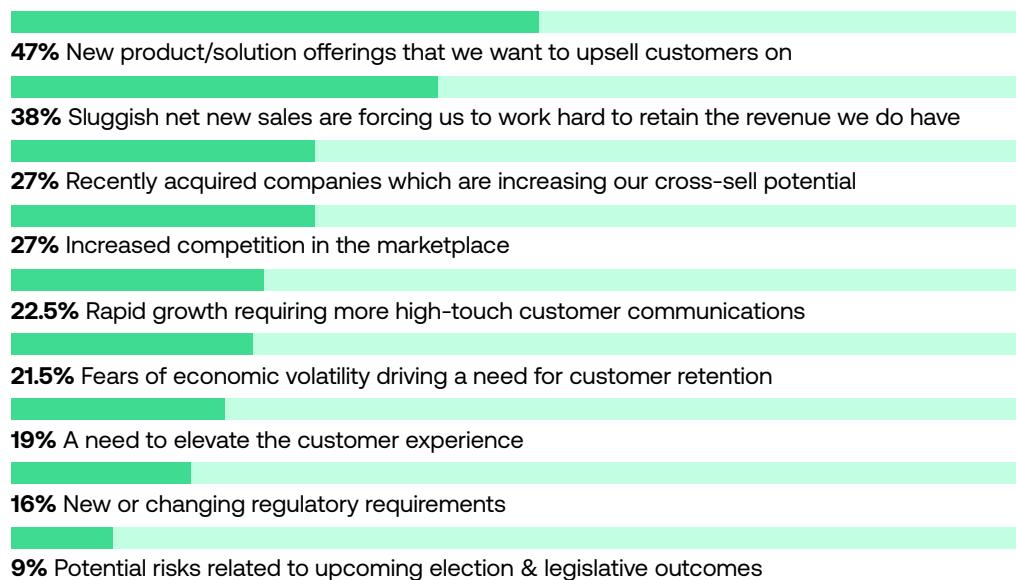 47% New product/solution offerings that we want to upsell customers on
38% Sluggish net new sales are forcing us to work hard to retain the revenue we do have
27% Recently acquired companies which are increasing our cross-sell potential
27% Increased competition in the marketplace
22.5% Rapid growth requiring more high-touch customer communications
21.5% Fears of economic volatility driving a need for customer retention
19% A need to elevate the customer experience
16% New or changing regulatory requirements
9% Potential risks related to upcoming election & legislative outcomes